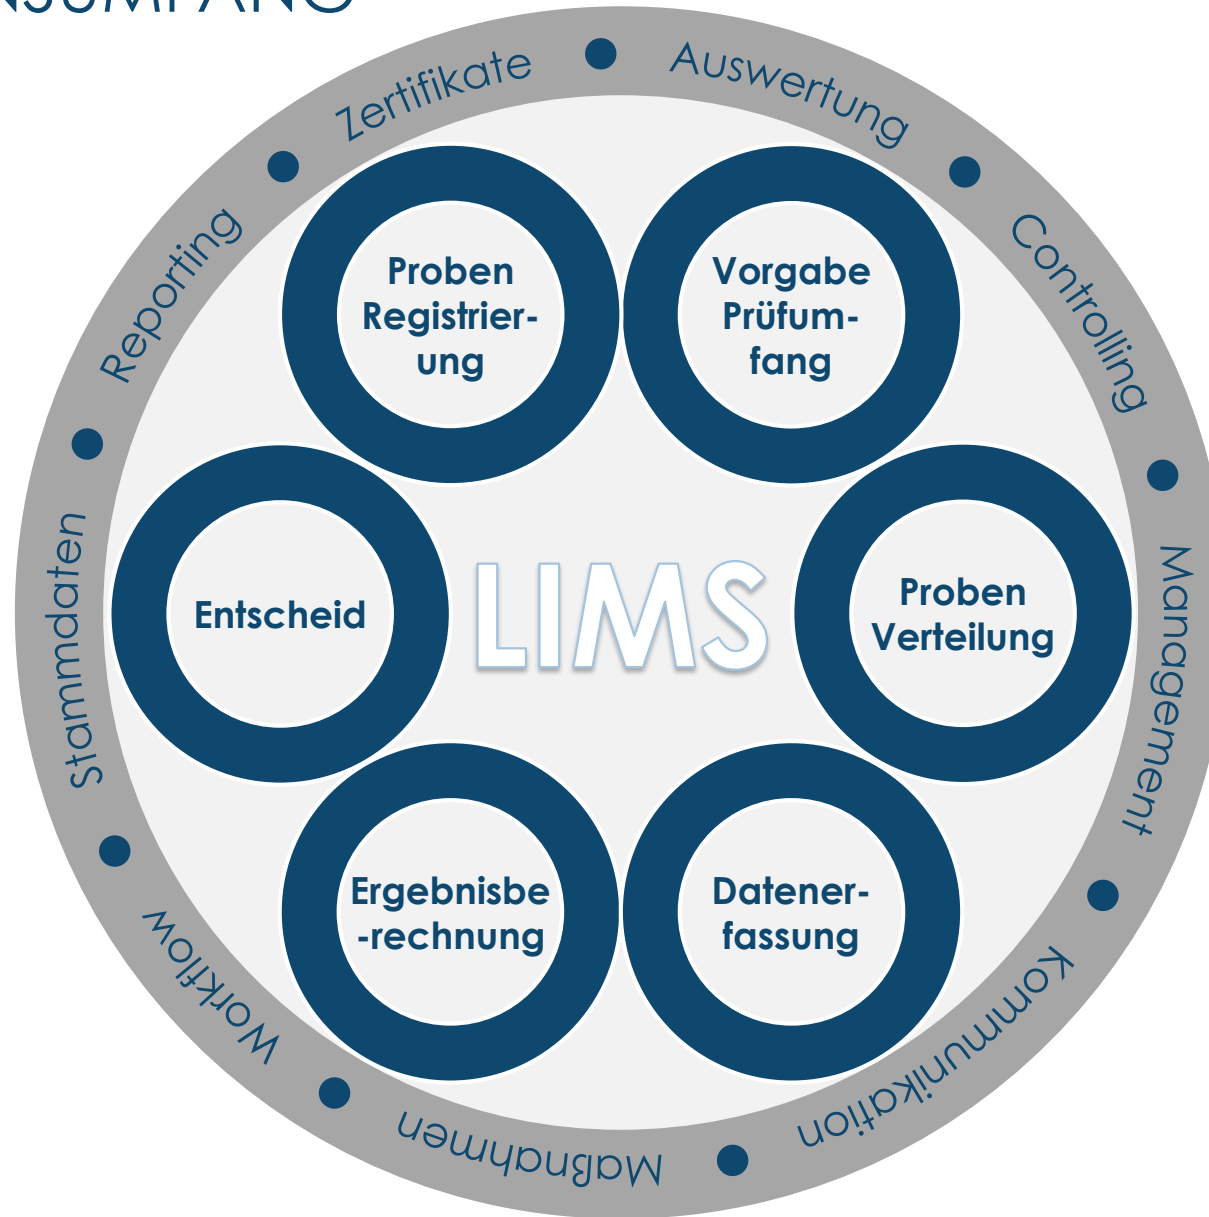 NSUMFANG
Zertifikate
Auswertung
Controlling
Management
Kommunikation
Maßnahmen
Workflow
Stammdaten
Reporting
Proben
Registrier-
ung
Vorgabe
Prüfum-
fang
Proben
Verteilung
Datener-
fassung
Ergebnisbe
-rechnung
Entscheid
LIMS